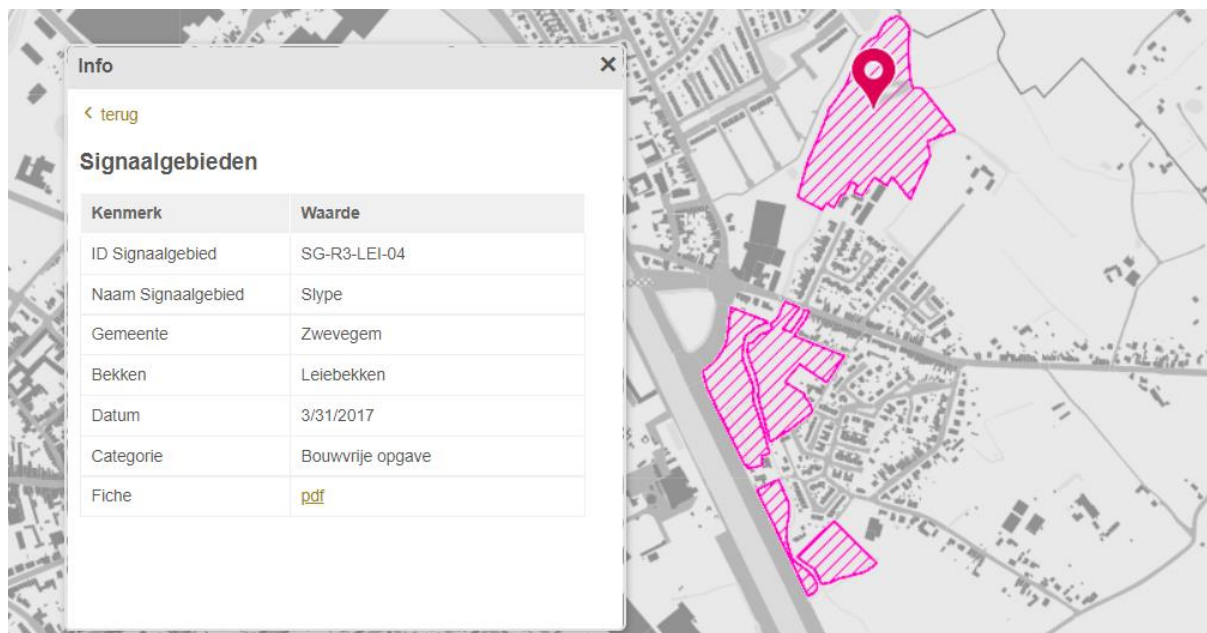 Info
terug
Signaalgebieden
Kenmerk Waarde
ID Signaalgebied SG-R3-LEI-04
Naam Signaalgebied Slype
Gemeente Zwevegem
Bekken Leiebekken
Datum 3/31/2017
Categorie Bouwvrije opgave
Fiche pdf